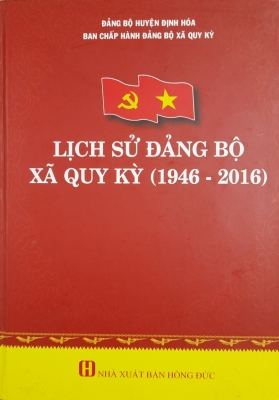 ĐẢNG BỘ HUYỆN ĐỊNH HÓA
BAN CHẤP HÀNH ĐẢNG BỘ XÃ QUY KỲ
LỊCH SỬ ĐẢNG BỘ
XÃ QUY KỲ (1946 - 2016)
NHÀ XUẤT BẢN HỒNG ĐỨC